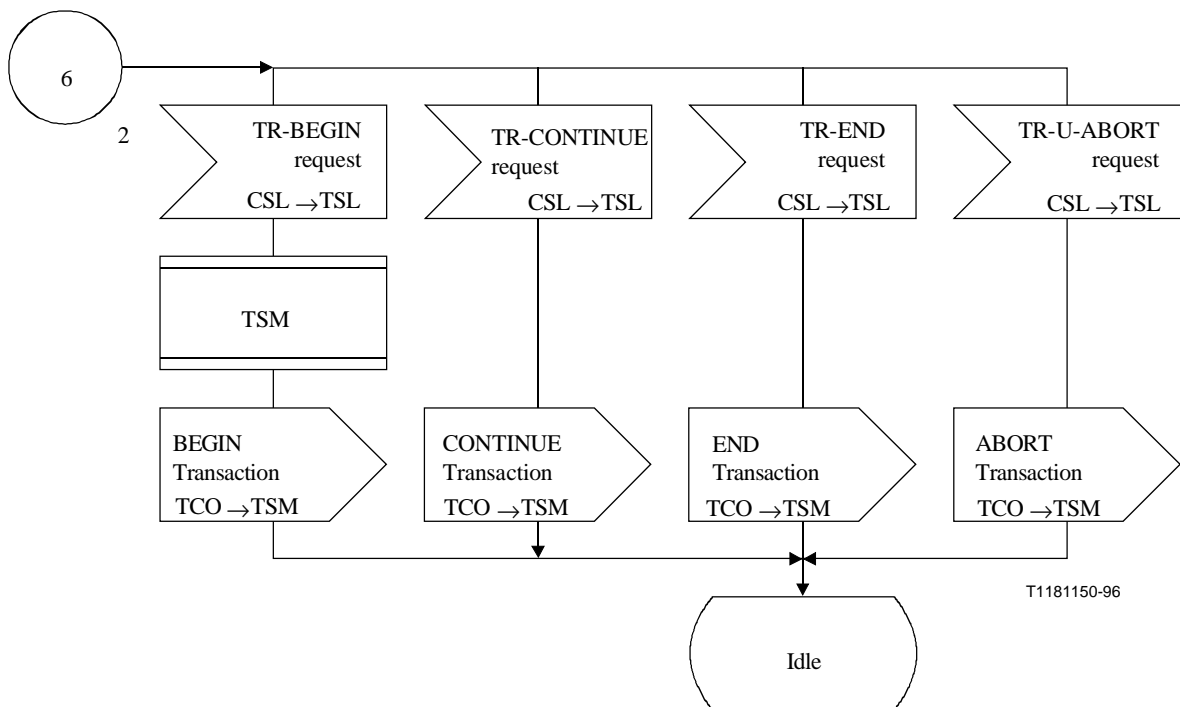 6
2
TR-BEGIN
request
CSL →TSL
TR-CONTINUE
request
CSL →TSL
TR-END
request
CSL →TSL
TR-U-ABORT
request
CSL →TSL
TSM
BEGIN
Transaction
TCO →TSM
CONTINUE
Transaction
TCO →TSM
END
Transaction
TCO →TSM
ABORT
Transaction
TCO →TSM
T1181150-96
Idle